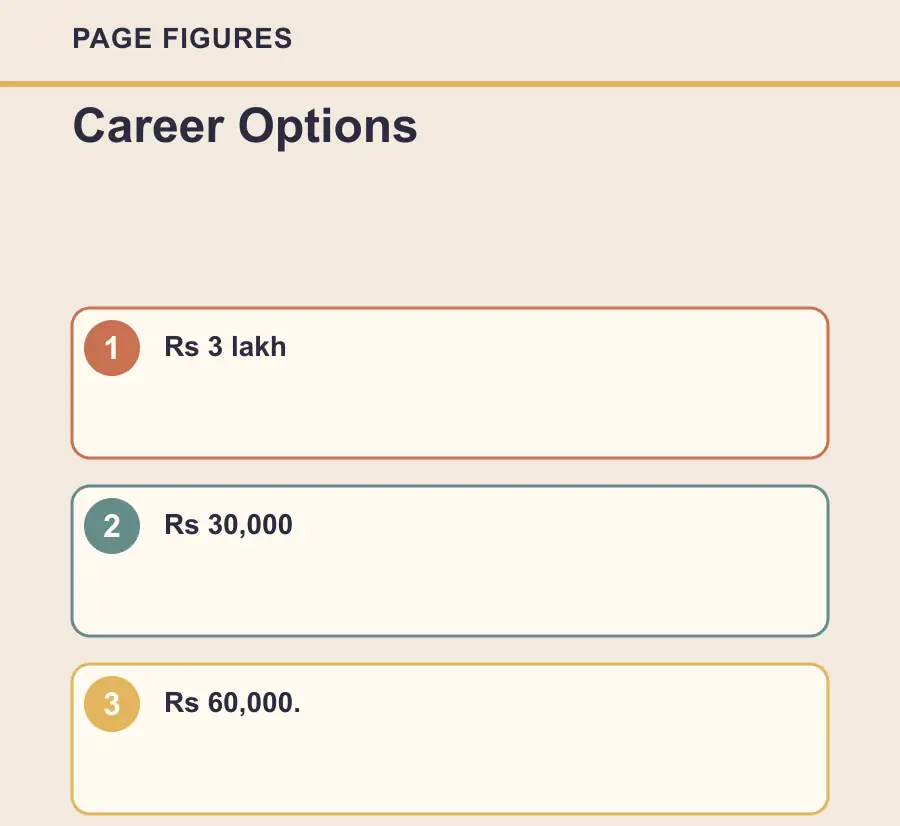 PAGE FIGURES
Career Options
1 Rs 3 lakh
2 Rs 30,000
3 Rs 60,000.